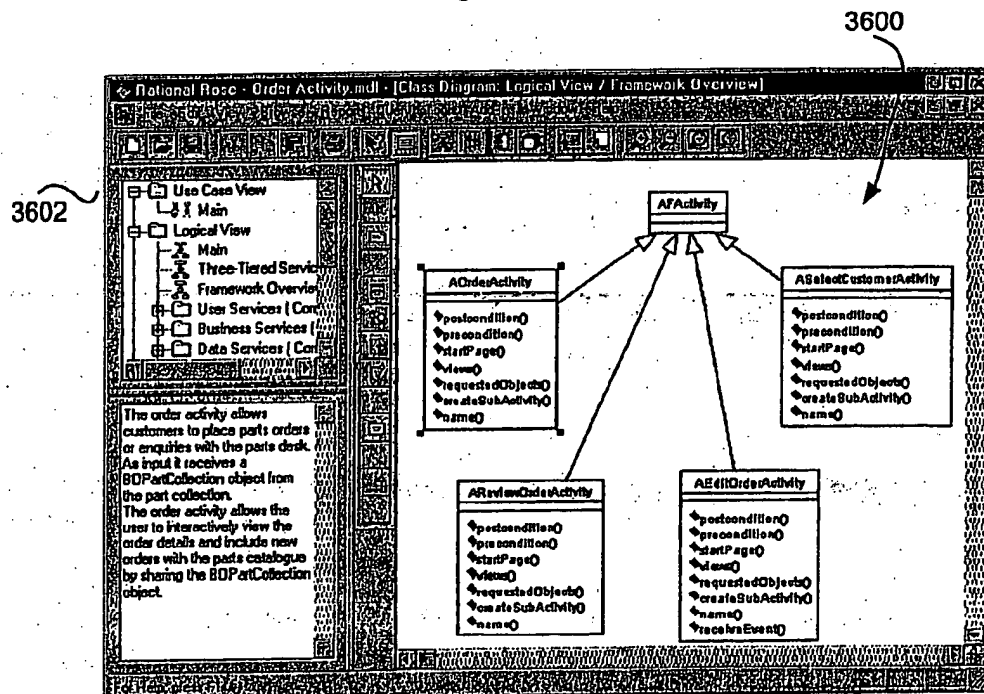 3600
Rational Rose - Order Activity.mdl - [Class Diagram: Logical View / Framework Overview]
3602
Use Case View
Main
Logical View
Main
Three-Tiered Servic
Framework Overvie
User Services ( Con
Business Services (
Data Services ( Con
The order activity allows
customers to place parts orders
or enquiries with the parts desk.
As input it receives a
BOPartCollection object from
the part collection.
The order activity allows the
user to interactively view the
order details and include new
orders with the parts catalogue
by sharing the BOPartCollection
object.
AFActivity
AOrderActivity
postcondition()
precondition()
startPage()
views()
requestedObjects()
createSubActivity()
name()
ASelectCustomerActivity
postcondition()
precondition()
startPage()
views()
requestedObjects()
createSubActivity()
name()
AReviewOrderActivity
postcondition()
precondition()
startPage()
views()
requestedObjects()
createSubActivity()
name()
AEditOrderActivity
postcondition()
precondition()
startPage()
views()
requestedObjects()
createSubActivity()
name()
receiveEvent()
For Help, press F1